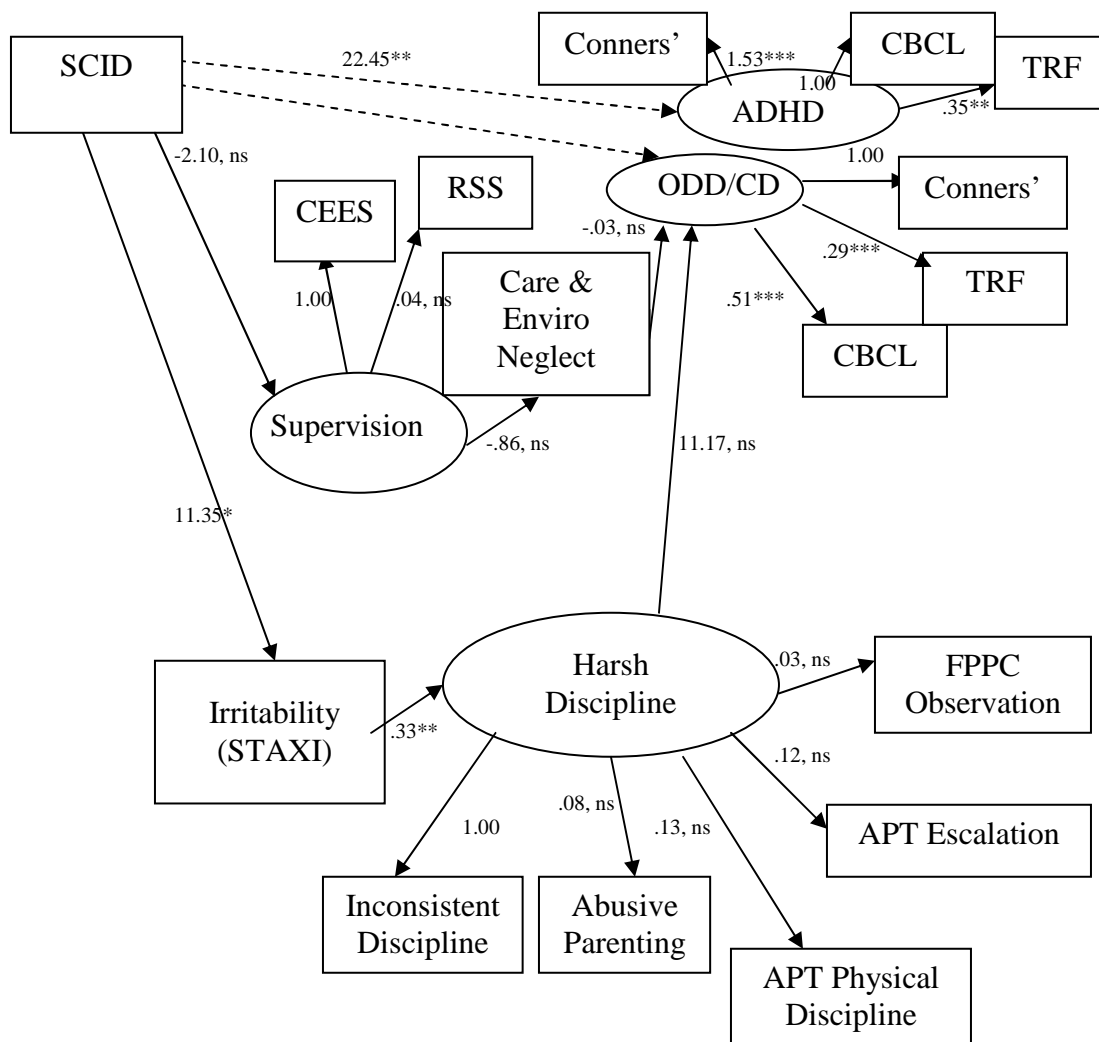 SCID
Conners’
CBCL
TRF
22.45**
1.53***
1.00
ADHD
.35**
-2.10, ns
RSS
CEES
ODD/CD
1.00
Conners’
-.03, ns
.29***
TRF
Care &
Enviro
Neglect
1.00
.04, ns
.51***
CBCL
Supervision
-.86, ns
11.17, ns
11.35*
Harsh
Discipline
.03, ns
FPPC
Observation
Irritability
(STAXI)
.33**
.12, ns
.08, ns
1.00
.13, ns
APT Escalation
Inconsistent
Discipline
Abusive
Parenting
APT Physical
Discipline